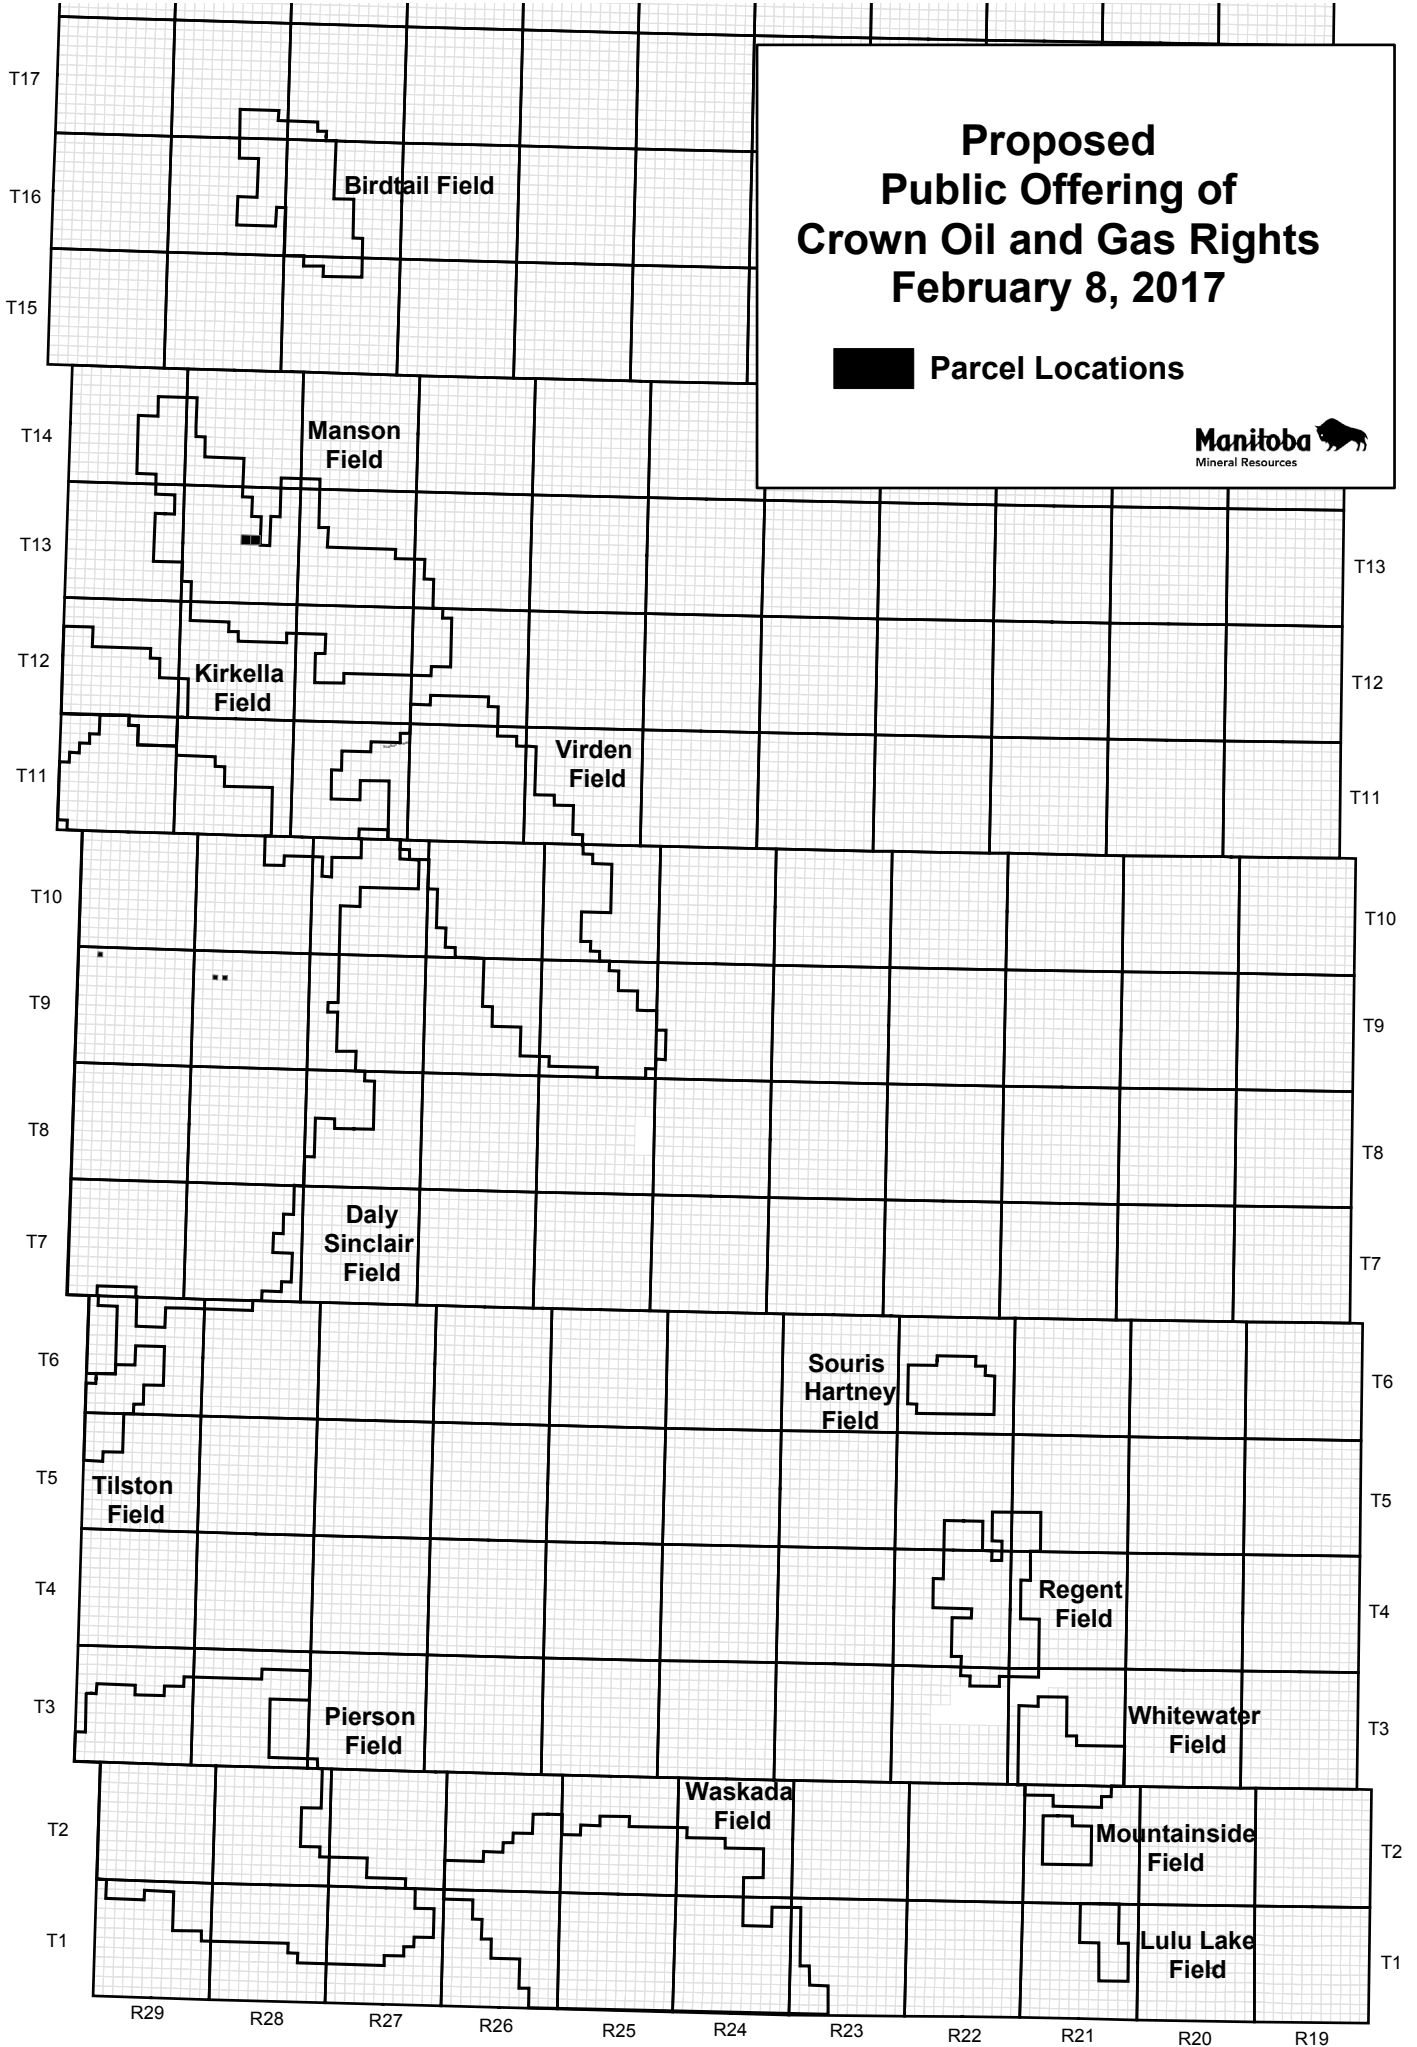 Proposed
Public Offering of
Crown Oil and Gas Rights
February 8, 2017
Parcel Locations
Manitoba
Mineral Resources
T17
Birdtail Field
T16
T15
Manson
Field
T14
T13
T13
Kirkella
Field
T12
T12
Virden
Field
T11
T11
T10
T10
T9
T9
T8
T8
Daly
Sinclair
Field
T7
T7
Souris
Hartney
Field
T6
T6
Tilston
Field
T5
T5
Regent
Field
T4
T4
Pierson
Field
Whitewater
Field
T3
T3
Waskada
Field
Mountainside
Field
T2
T2
Lulu Lake
Field
T1
T1
R29
R28
R27
R26
R25
R24
R23
R22
R21
R20
R19